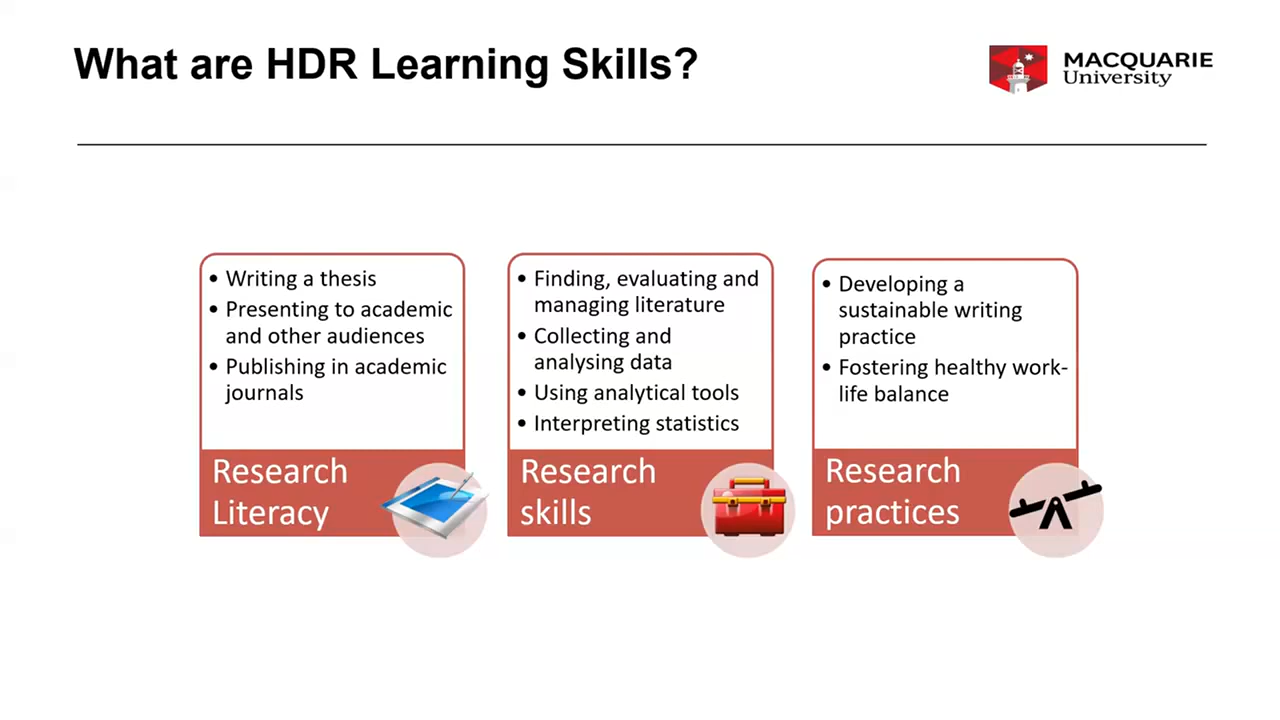 What are HDR Learning Skills?
MACQUARIE
University
• Writing a thesis
• Presenting to academic
and other audiences
• Publishing in academic
journals
Research
Literacy
• Finding, evaluating and
managing literature
• Collecting and
analysing data
• Using analytical tools
• Interpreting statistics
Research
skills
• Developing a
sustainable writing
practice
• Fostering healthy work-
life balance
Research
practices